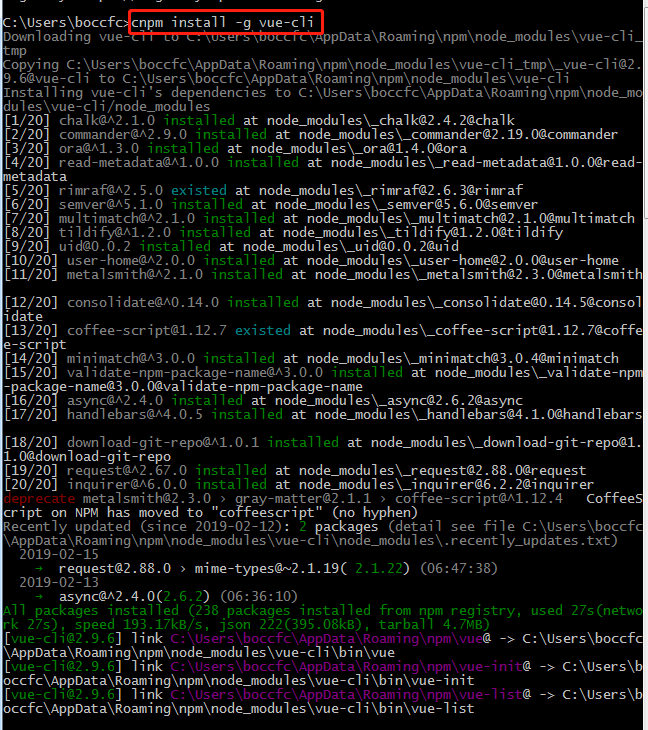 C:\Users\boccfc>cnpm install -g vue-cli
Downloading vue-cli to C:\Users\boccfc\AppData\Roaming\npm\node_modules\vue-cli_
tmp
Copying C:\Users\boccfc\AppData\Roaming\npm\node_modules\vue-cli_tmp\_vue-cli@2.
9.6@vue-cli to C:\Users\boccfc\AppData\Roaming\npm\node_modules\vue-cli
Installing vue-cli's dependencies to C:\Users\boccfc\AppData\Roaming\npm\node_mo
dules\vue-cli/node_modules
[1/20] chalk@^2.1.0 installed at node_modules\_chalk@2.4.2@chalk
[2/20] commander@^2.9.0 installed at node_modules\_commander@2.19.0@commander
[3/20] ora@^1.3.0 installed at node_modules\_ora@1.4.0@ora
[4/20] read-metadata@^1.0.0 installed at node_modules\_read-metadata@1.0.0@read-
metadata
[5/20] rimraf@^2.5.0 existed at node_modules\_rimraf@2.6.3@rimraf
[6/20] semver@^5.1.0 installed at node_modules\_semver@5.6.0@semver
[7/20] multimatch@^2.1.0 installed at node_modules\_multimatch@2.1.0@multimatch
[8/20] tildify@^1.2.0 installed at node_modules\_tildify@1.2.0@tildify
[9/20] uid@0.0.2 installed at node_modules\_uid@0.0.2@uid
[10/20] user-home@^2.0.0 installed at node_modules\_user-home@2.0.0@user-home
[11/20] metalsmith@^2.1.0 installed at node_modules\_metalsmith@2.3.0@metalsmith
[12/20] consolidate@^0.14.0 installed at node_modules\_consolidate@0.14.5@consol
idate
[13/20] coffee-script@1.12.7 existed at node_modules\_coffee-script@1.12.7@coffe
e-script
[14/20] minimatch@^3.0.0 installed at node_modules\_minimatch@3.0.4@minimatch
[15/20] validate-npm-package-name@^3.0.0 installed at node_modules\_validate-npm
-package-name@3.0.0@validate-npm-package-name
[16/20] async@^2.4.0 installed at node_modules\_async@2.6.2@async
[17/20] handlebars@^4.0.5 installed at node_modules\_handlebars@4.1.0@handlebars
[18/20] download-git-repo@^1.0.1 installed at node_modules\_download-git-repo@1.
1.0@download-git-repo
[19/20] request@^2.67.0 installed at node_modules\_request@2.88.0@request
[20/20] inquirer@^6.0.0 installed at node_modules\_inquirer@6.2.2@inquirer
deprecate metalsmith@2.3.0 › gray-matter@2.1.1 › coffee-script@^1.12.4 CoffeeS
cript on NPM has moved to "coffeescript" (no hyphen)
Recently updated (since 2019-02-12): 2 packages (detail see file C:\Users\boccfc
\AppData\Roaming\npm\node_modules\vue-cli\node_modules\.recently_updates.txt)
2019-02-15
→ request@2.88.0 › mime-types@~2.1.19( 2.1.22) (06:47:38)
2019-02-13
→ async@^2.4.0(2.6.2) (06:36:10)
All packages installed (238 packages installed from npm registry, used 27s(netwo
rk 27s), speed 193.17kB/s, json 222(395.08kB), tarball 4.7MB)
[vue-cli@2.9.6] link C:\Users\boccfc\AppData\Roaming\npm\vue@ -> C:\Users\boccfc
\AppData\Roaming\npm\node_modules\vue-cli\bin\vue
[vue-cli@2.9.6] link C:\Users\boccfc\AppData\Roaming\npm\vue-init@ -> C:\Users\b
occfc\AppData\Roaming\npm\node_modules\vue-cli\bin\vue-init
[vue-cli@2.9.6] link C:\Users\boccfc\AppData\Roaming\npm\vue-list@ -> C:\Users\b
occfc\AppData\Roaming\npm\node_modules\vue-cli\bin\vue-list